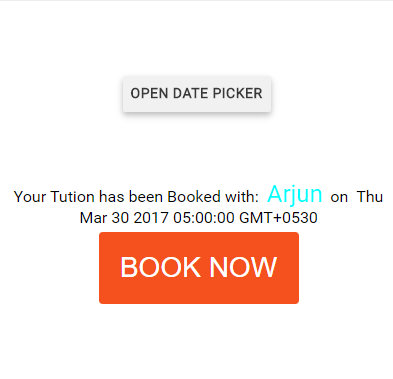 OPEN DATE PICKER
Your Tution has been Booked with: Arjun on Thu
Mar 30 2017 05:00:00 GMT+0530
BOOK NOW